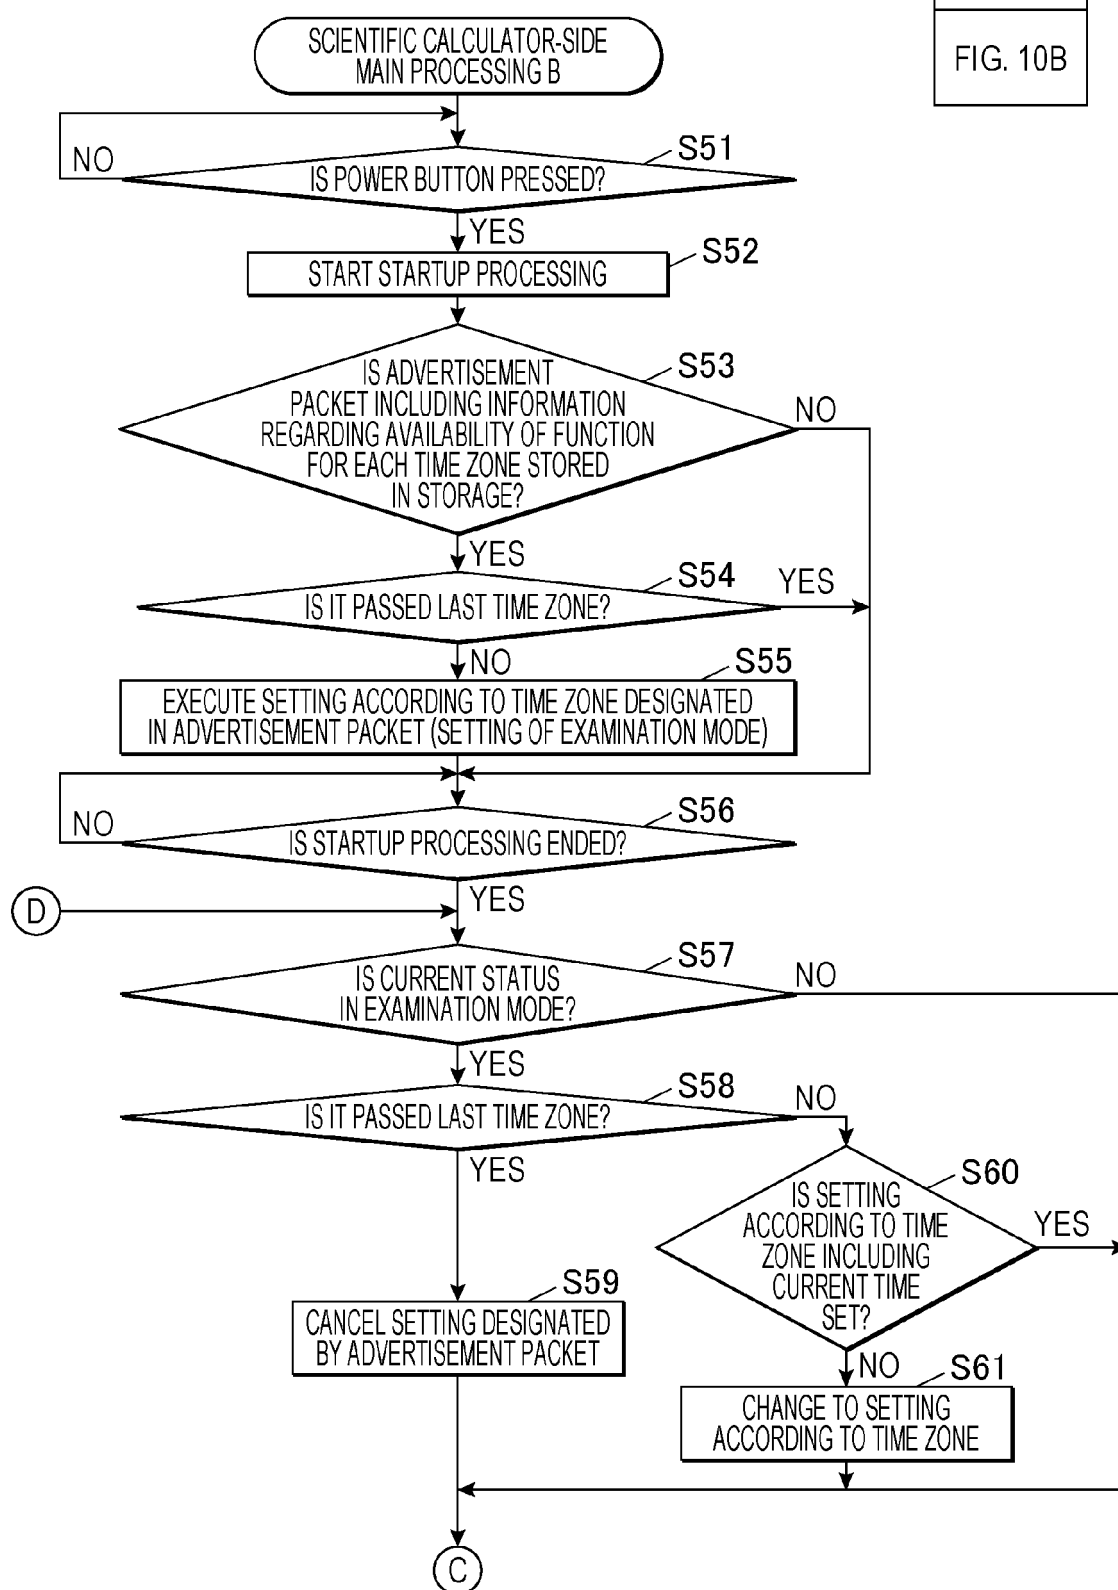 FIG. 10B
SCIENTIFIC CALCULATOR-SIDE
MAIN PROCESSING B
S51
NO
IS POWER BUTTON PRESSED?
YES
S52
START STARTUP PROCESSING
S53
IS ADVERTISEMENT
PACKET INCLUDING INFORMATION
REGARDING AVAILABILITY OF FUNCTION
FOR EACH TIME ZONE STORED
IN STORAGE?
NO
YES
S54
IS IT PASSED LAST TIME ZONE?
YES
NO
S55
EXECUTE SETTING ACCORDING TO TIME ZONE DESIGNATED
IN ADVERTISEMENT PACKET (SETTING OF EXAMINATION MODE)
S56
NO
IS STARTUP PROCESSING ENDED?
YES
D
S57
IS CURRENT STATUS
IN EXAMINATION MODE?
NO
YES
S58
IS IT PASSED LAST TIME ZONE?
NO
YES
S60
IS SETTING
ACCORDING TO TIME
ZONE INCLUDING
CURRENT TIME
SET?
YES
S59
CANCEL SETTING DESIGNATED
BY ADVERTISEMENT PACKET
NO
S61
CHANGE TO SETTING
ACCORDING TO TIME ZONE
C